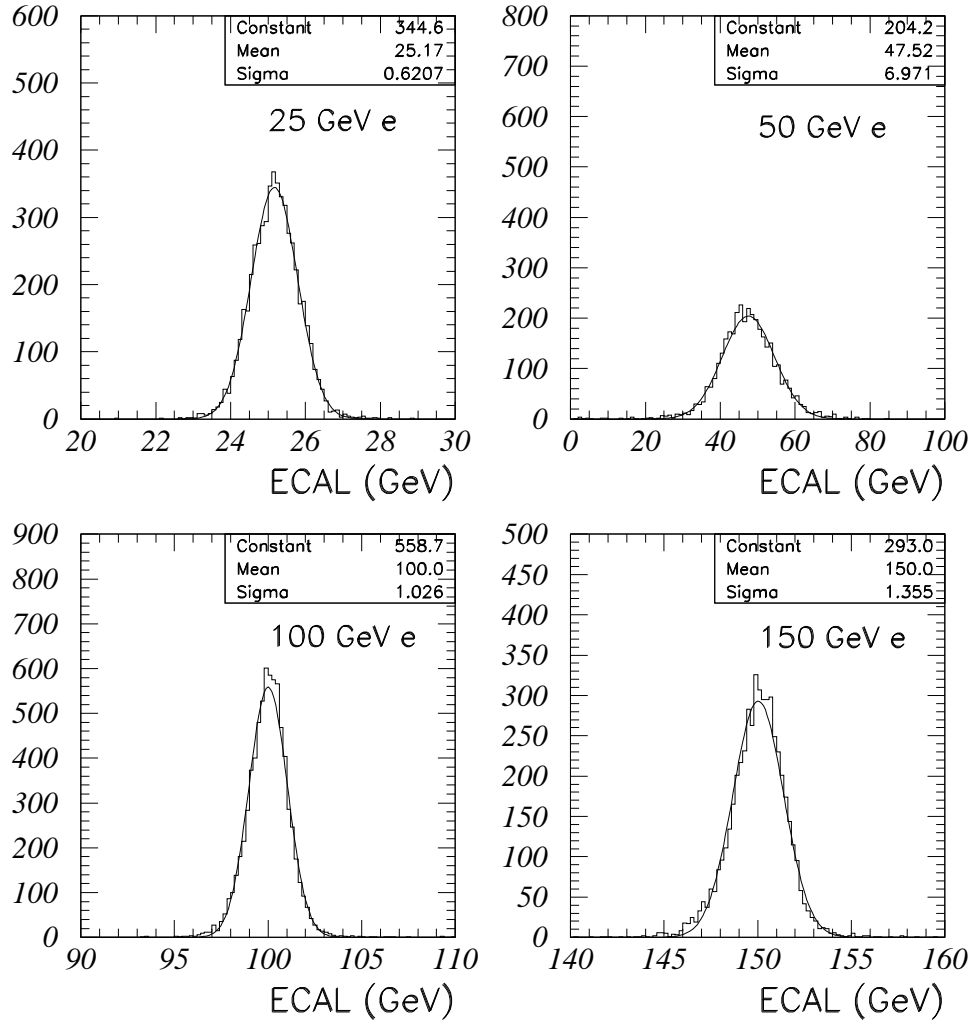 600
500
400
300
200
100
0
Constant 344.6
Mean 25.17
Sigma 0.6207
25 GeV e
20 22 24 26 28 30
ECAL (GeV)
800
700
600
500
400
300
200
100
0
Constant 204.2
Mean 47.52
Sigma 6.971
50 GeV e
0 20 40 60 80 100
ECAL (GeV)
900
800
700
600
500
400
300
200
100
0
Constant 558.7
Mean 100.0
Sigma 1.026
100 GeV e
90 95 100 105 110
ECAL (GeV)
500
450
400
350
300
250
200
150
100
50
0
Constant 293.0
Mean 150.0
Sigma 1.355
150 GeV e
140 145 150 155 160
ECAL (GeV)